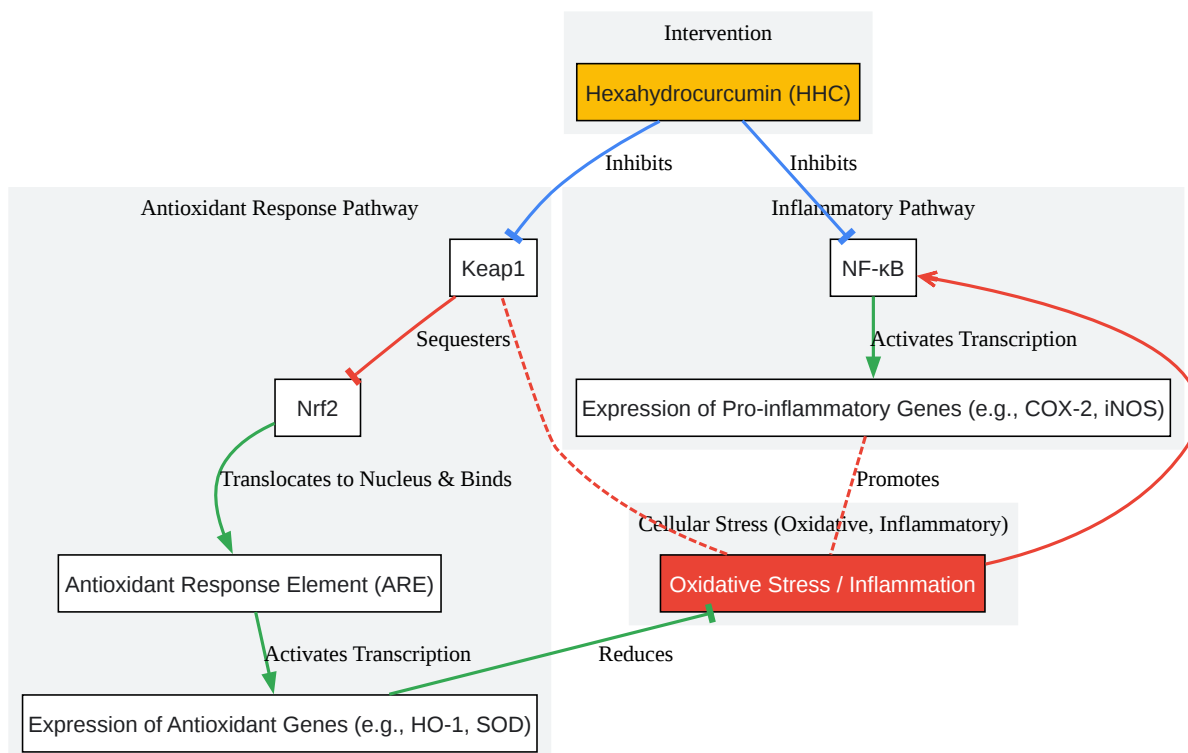 Intervention
Hexahydrocurcumin (HHC)
Inhibits
Inhibits
Antioxidant Response Pathway
Inflammatory Pathway
Keap1
NF-κB
Sequesters
Activates Transcription
Nrf2
Expression of Pro-inflammatory Genes (e.g., COX-2, iNOS)
Translocates to Nucleus & Binds
Promotes
Cellular Stress (Oxidative, Inflammatory)
Antioxidant Response Element (ARE)
Oxidative Stress / Inflammation
Activates Transcription
Reduces
Expression of Antioxidant Genes (e.g., HO-1, SOD)